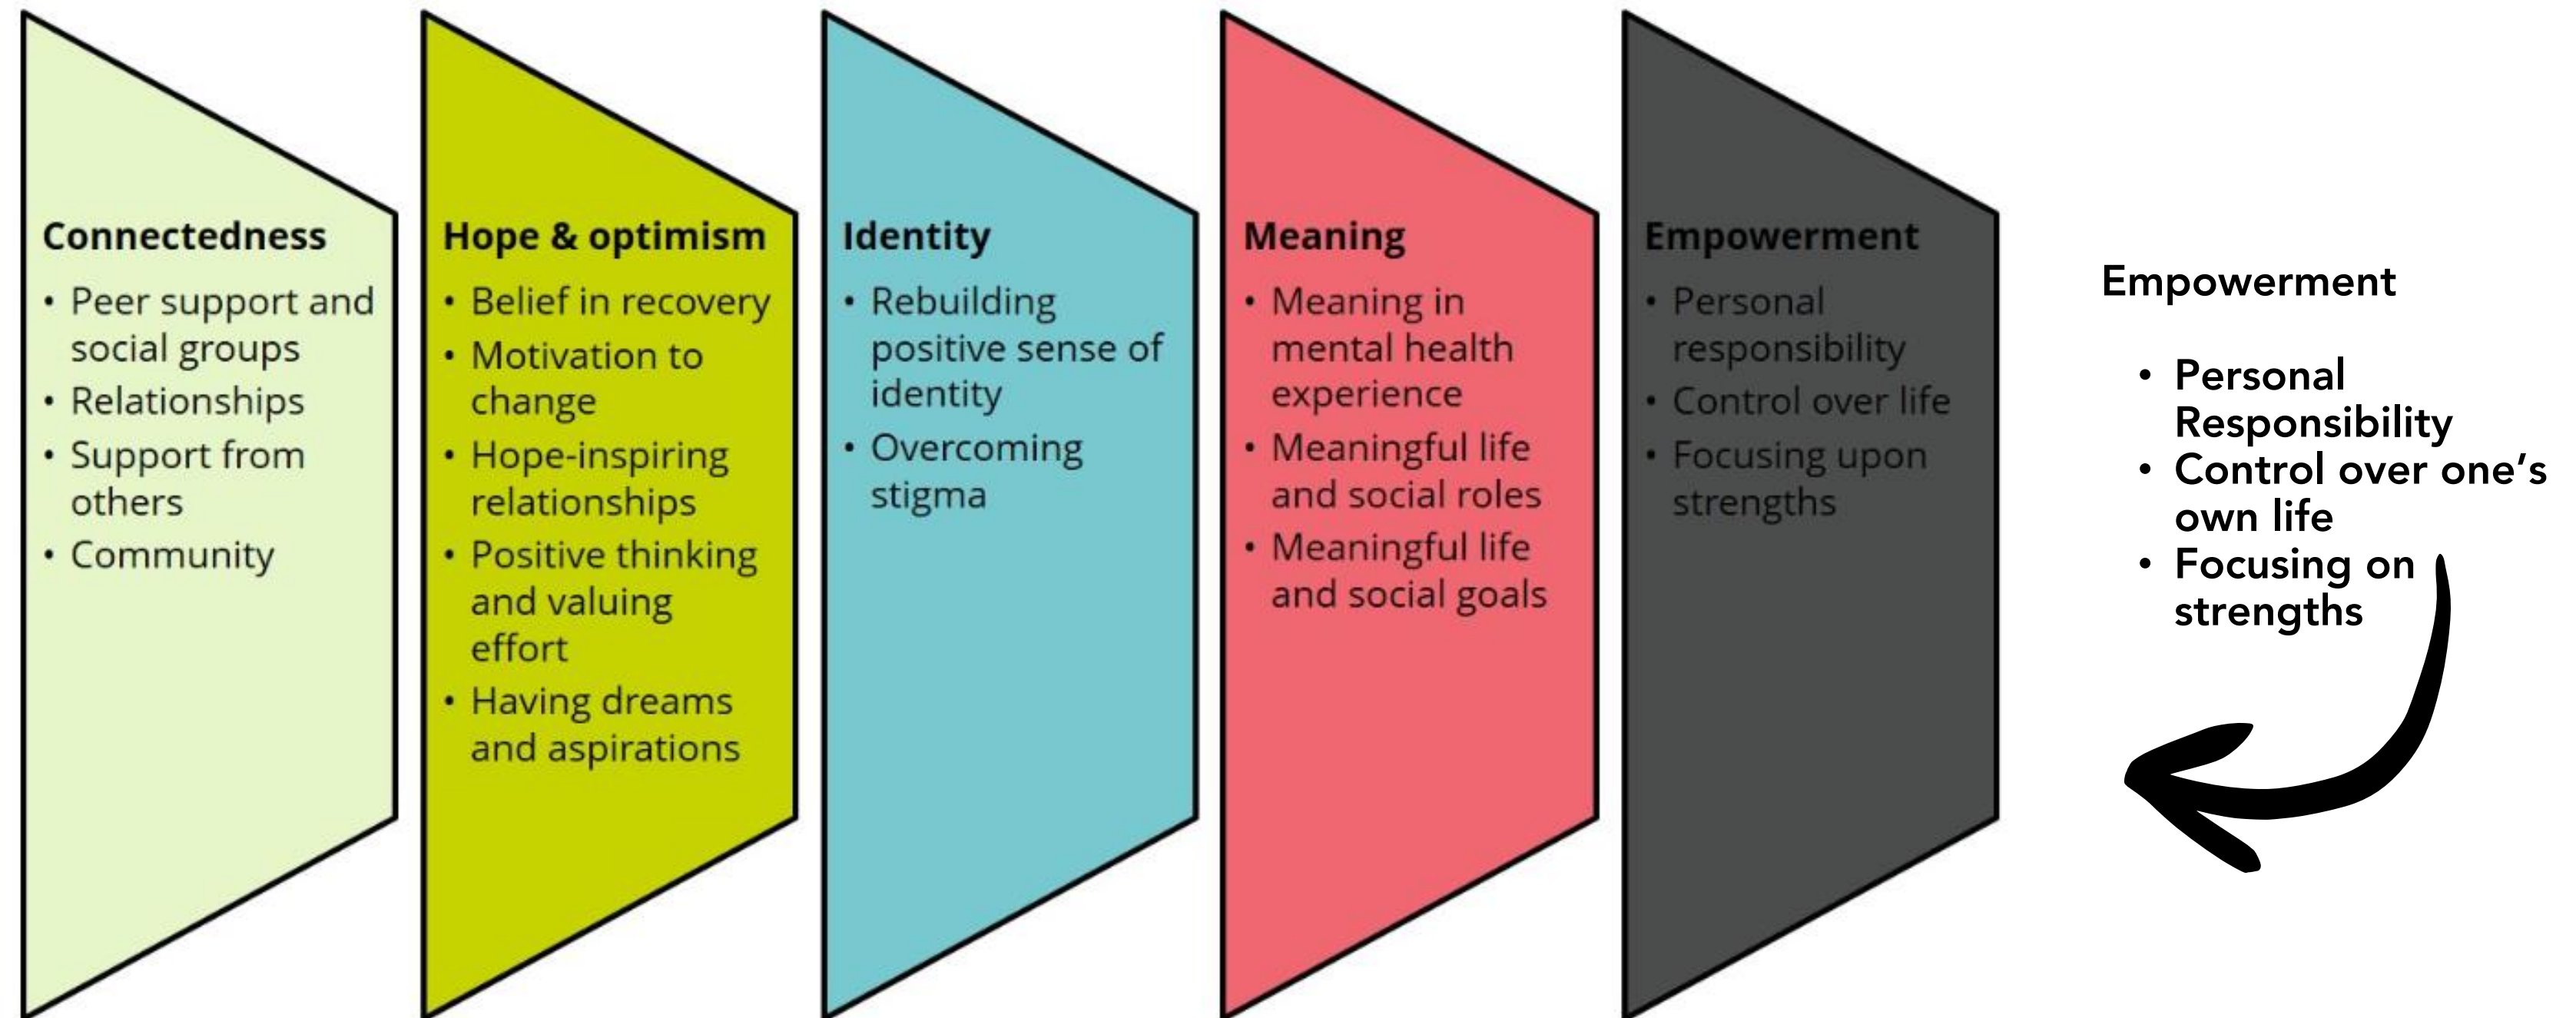 Connectedness
• Peer support and
social groups
• Relationships
• Support from
others
• Community
Hope & optimism
• Belief in recovery
• Motivation to
change
• Hope-inspiring
relationships
• Positive thinking
and valuing
effort
• Having dreams
and aspirations
Identity
• Rebuilding
positive sense of
identity
• Overcoming
stigma
Meaning
• Meaning in
mental health
experience
• Meaningful life
and social roles
• Meaningful life
and social goals
Empowerment
• Personal
responsibility
• Control over life
• Focusing upon
strengths
Empowerment
• Personal
Responsibility
• Control over one’s
own life
• Focusing on
strengths